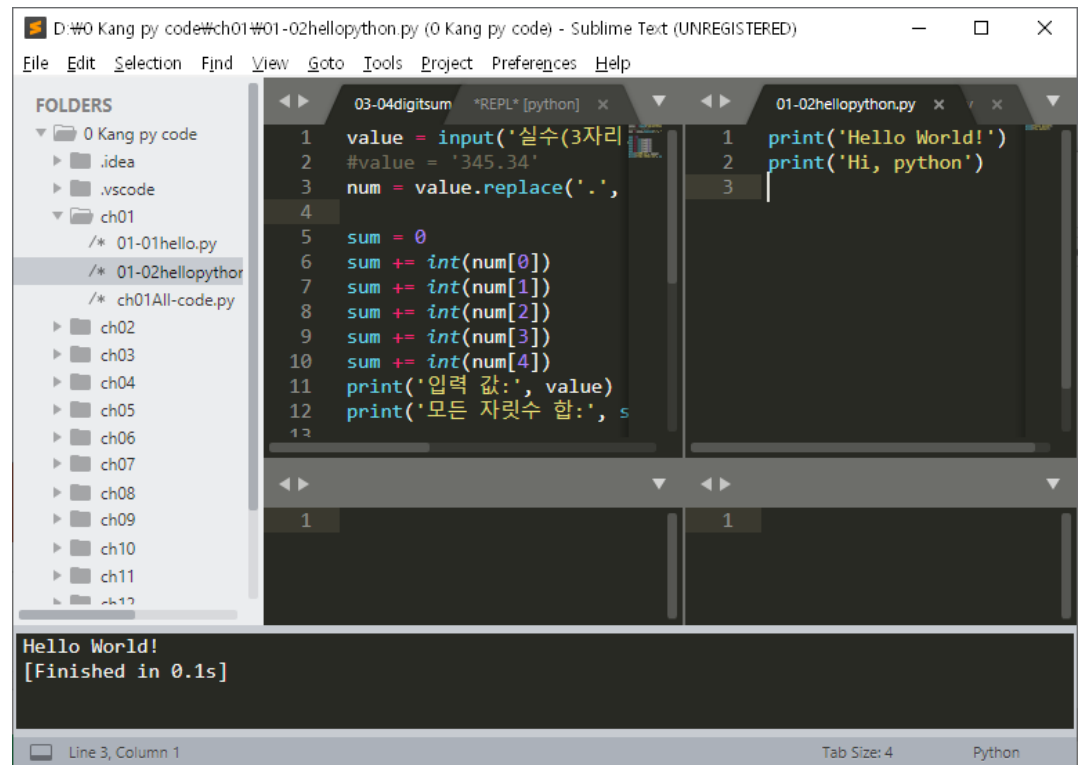 D:₩0 Kang py code₩ch01₩01-02hellopython.py (0 Kang py code) - Sublime Text (UNREGISTERED)
File Edit Selection Find View Goto Tools Project Preferences Help
FOLDERS
0 Kang py code
.idea
.vscode
ch01
/* 01-01hello.py
/* 01-02hellopython
/* ch01All-code.py
ch02
ch03
ch04
ch05
ch06
ch07
ch08
ch09
ch10
ch11
ch12
03-04digitsum *REPL* [python]
1 value = input('실수(3자리
2 #value = '345.34'
3 num = value.replace('.',
4
5 sum = 0
6 sum += int(num[0])
7 sum += int(num[1])
8 sum += int(num[2])
9 sum += int(num[3])
10 sum += int(num[4])
11 print('입력 값:', value)
12 print('모든 자릿수 합:', s
13
01-02hellopython.py
1 print('Hello World!')
2 print('Hi, python')
3
1
1
Hello World!
[Finished in 0.1s]
Line 3, Column 1 Tab Size: 4 Python